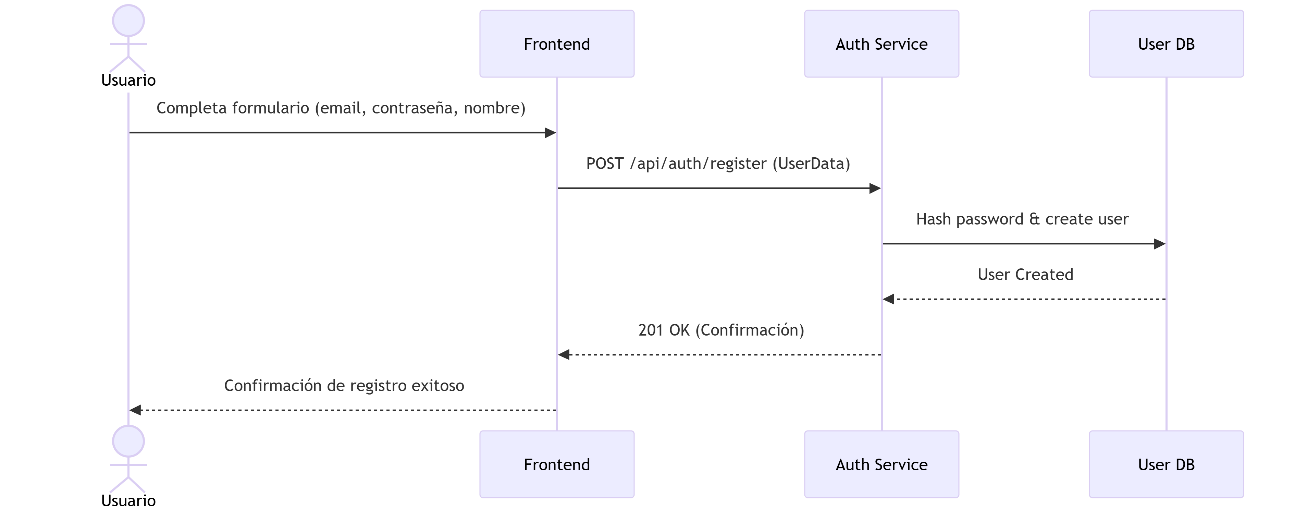 Usuario
Frontend
Auth Service
User DB
Completa formulario (email, contraseña, nombre)
POST /api/auth/register (UserData)
Hash password & create user
User Created
201 OK (Confirmación)
Confirmación de registro exitoso
Usuario
Frontend
Auth Service
User DB